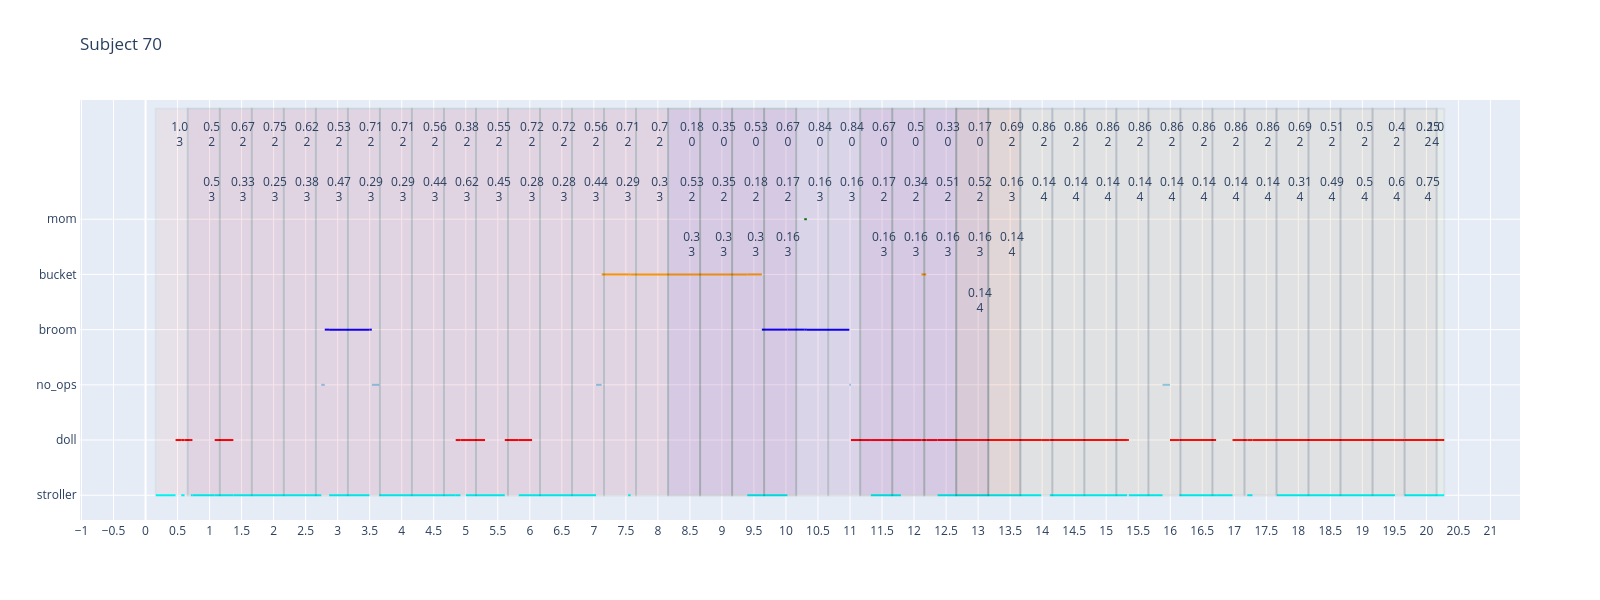 Subject 70
1.0 0.5 0.67 0.75 0.62 0.53 0.71 0.71 0.56 0.38 0.55 0.72 0.72 0.56 0.71 0.7 0.18 0.35 0.53 0.67 0.84 0.84 0.67 0.5 0.33 0.17 0.69 0.86 0.86 0.86 0.86 0.86 0.86 0.86 0.86 0.69 0.51 0.5 0.4 0.25 1.0
3 2 2 2 2 2 2 2 2 2 2 2 2 2 2 2 0 0 0 0 0 0 0 0 0 0 2 2 2 2 2 2 2 2 2 2 2 2 2 2 4
0.5 0.33 0.25 0.38 0.47 0.29 0.29 0.44 0.62 0.45 0.28 0.28 0.44 0.29 0.3 0.53 0.35 0.18 0.17 0.16 0.16 0.17 0.34 0.51 0.52 0.16 0.14 0.14 0.14 0.14 0.14 0.14 0.14 0.14 0.31 0.49 0.5 0.6 0.75
3 3 3 3 3 3 3 3 3 3 3 3 3 3 3 2 2 2 2 3 3 2 2 2 2 3 4 4 4 4 4 4 4 4 4 4 4 4 4
mom
0.3 0.3 0.3 0.16 0.16 0.16 0.16 0.16 0.14
3 3 3 3 3 3 3 3 4
bucket
0.14
4
broom
no_ops
doll
stroller
−1 −0.5 0 0.5 1 1.5 2 2.5 3 3.5 4 4.5 5 5.5 6 6.5 7 7.5 8 8.5 9 9.5 10 10.5 11 11.5 12 12.5 13 13.5 14 14.5 15 15.5 16 16.5 17 17.5 18 18.5 19 19.5 20 20.5 21